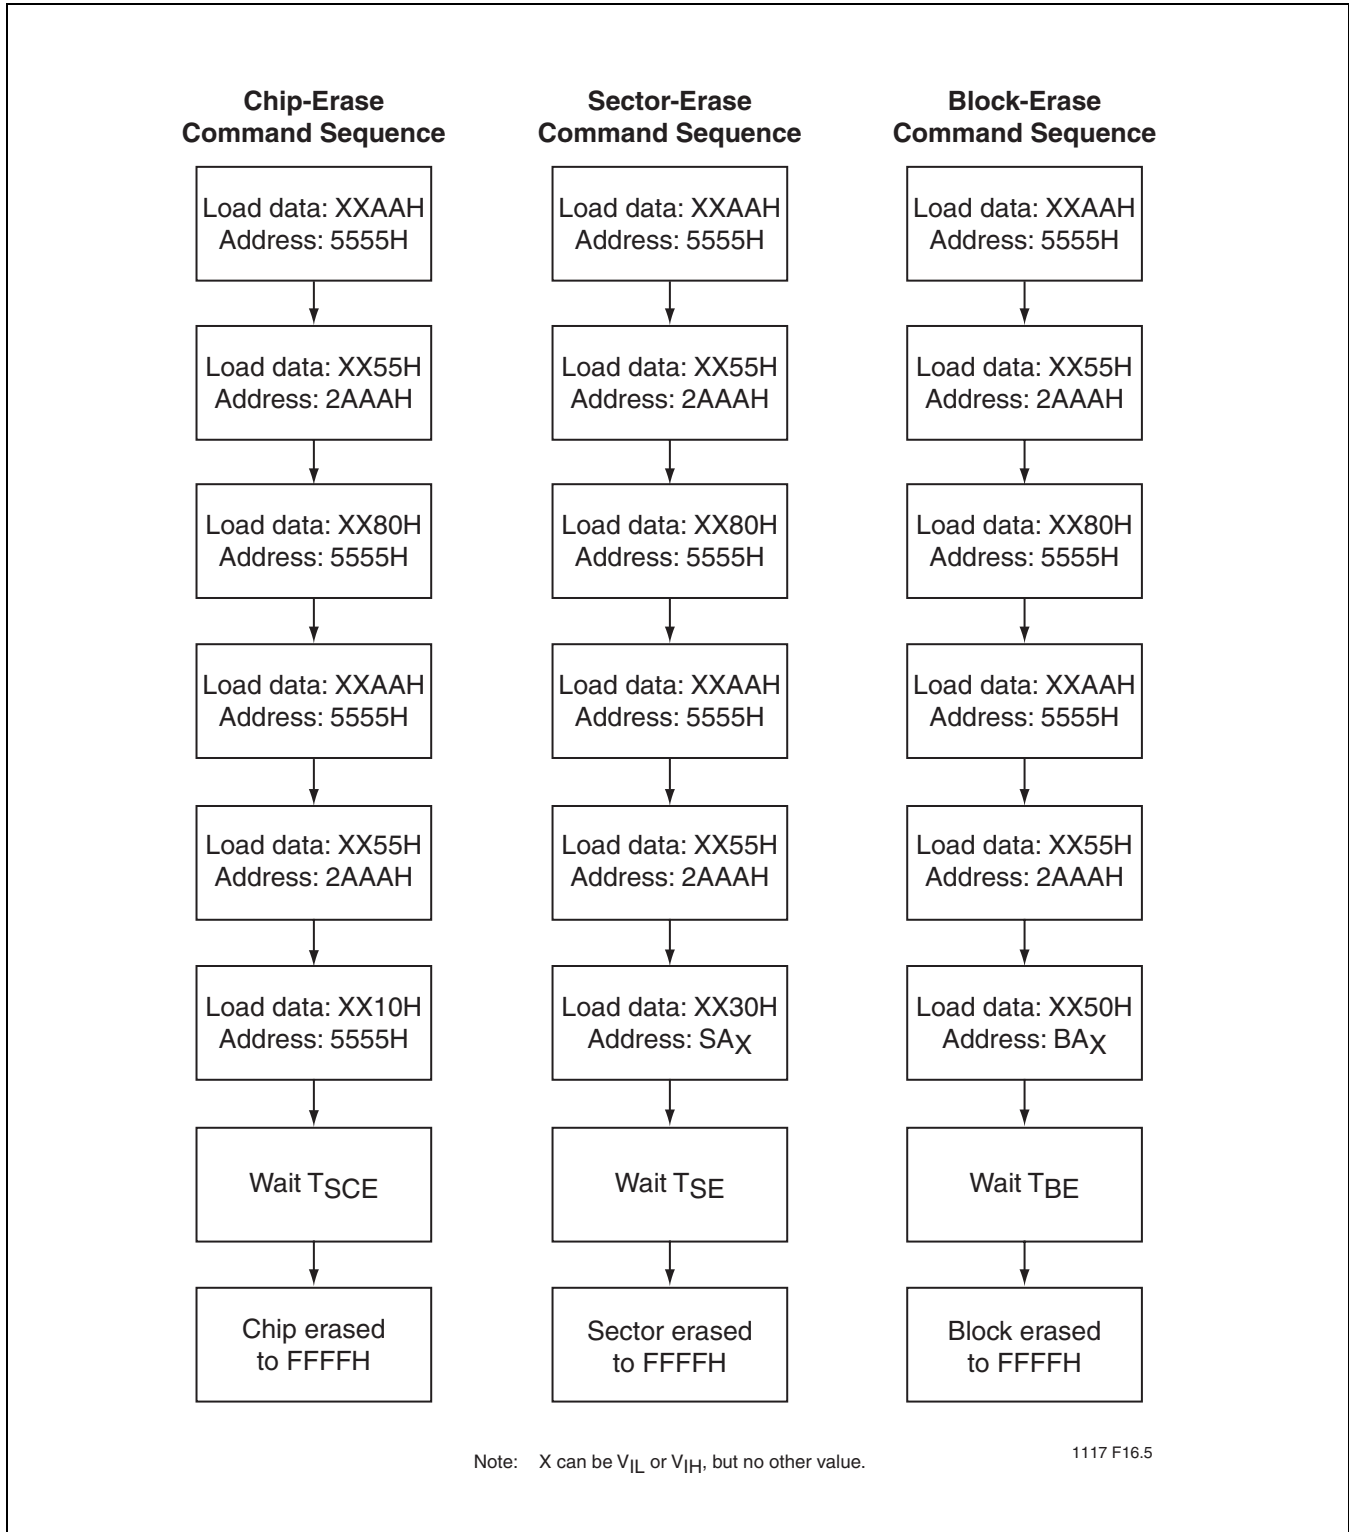 Chip-Erase
Command Sequence
Load data: XXAAH
Address: 5555H
Load data: XX55H
Address: 2AAAH
Load data: XX80H
Address: 5555H
Load data: XXAAH
Address: 5555H
Load data: XX55H
Address: 2AAAH
Load data: XX10H
Address: 5555H
Wait TSCE
Chip erased
to FFFFH
Sector-Erase
Command Sequence
Load data: XXAAH
Address: 5555H
Load data: XX55H
Address: 2AAAH
Load data: XX80H
Address: 5555H
Load data: XXAAH
Address: 5555H
Load data: XX55H
Address: 2AAAH
Load data: XX30H
Address: SAX
Wait TSE
Sector erased
to FFFFH
Block-Erase
Command Sequence
Load data: XXAAH
Address: 5555H
Load data: XX55H
Address: 2AAAH
Load data: XX80H
Address: 5555H
Load data: XXAAH
Address: 5555H
Load data: XX55H
Address: 2AAAH
Load data: XX50H
Address: BAX
Wait TBE
Block erased
to FFFFH
Note: X can be VIL or VIH, but no other value.
1117 F16.5